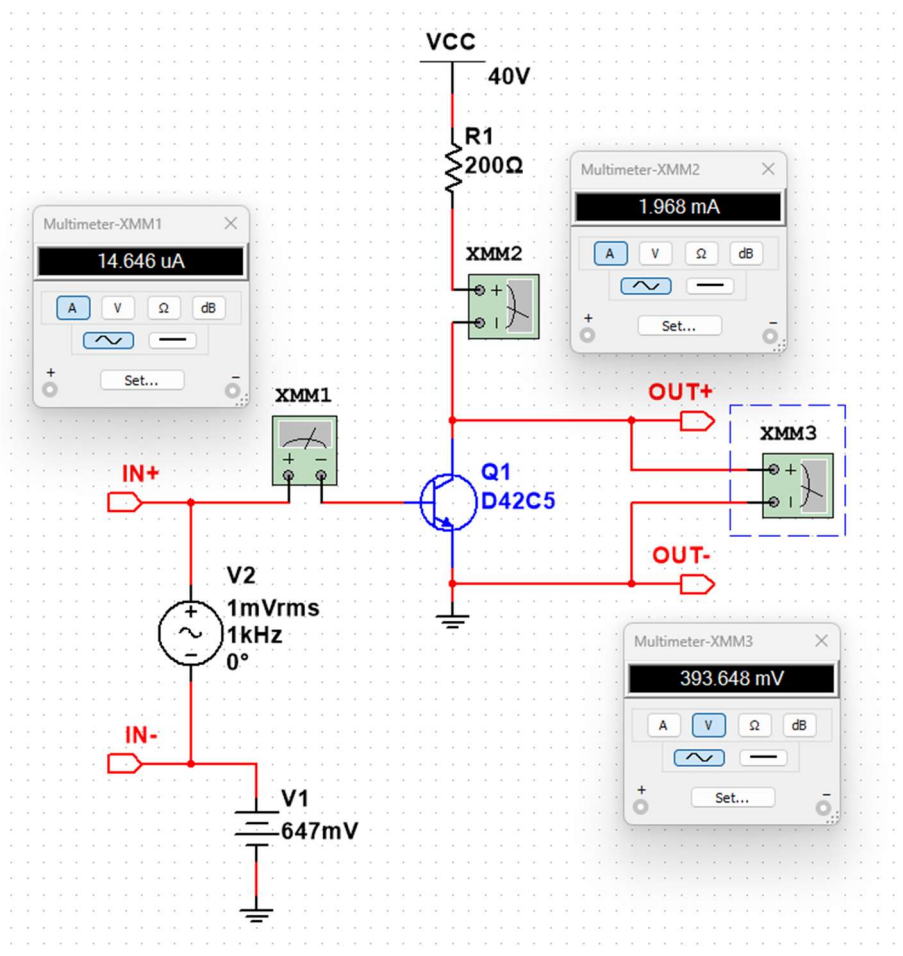 VCC
40V
R1
200Ω
Multimeter-XMM2
1.968 mA
A V Ω dB
Set...
+ −
Multimeter-XMM1
14.646 uA
A V Ω dB
Set...
+ −
XMM2
+
XMM1
+ −
OUT+
XMM3
+
IN+
Q1
D42C5
OUT-
V2
1mVrms
1kHz
0°
+
−
Multimeter-XMM3
393.648 mV
A V Ω dB
Set...
+ −
IN-
V1
647mV